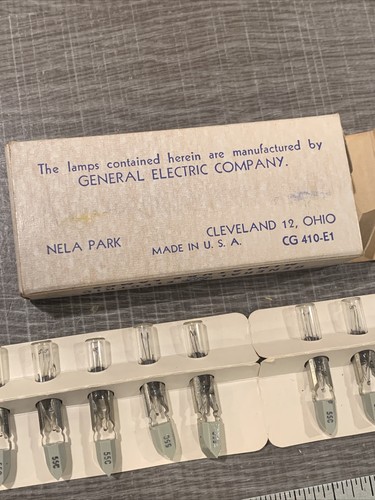 The lamps contained herein are manufactured by
GENERAL ELECTRIC COMPANY.
NELA PARK
CLEVELAND 12, OHIO
MADE IN U. S. A.
CG 410-E1
55C
55C
55C
55C